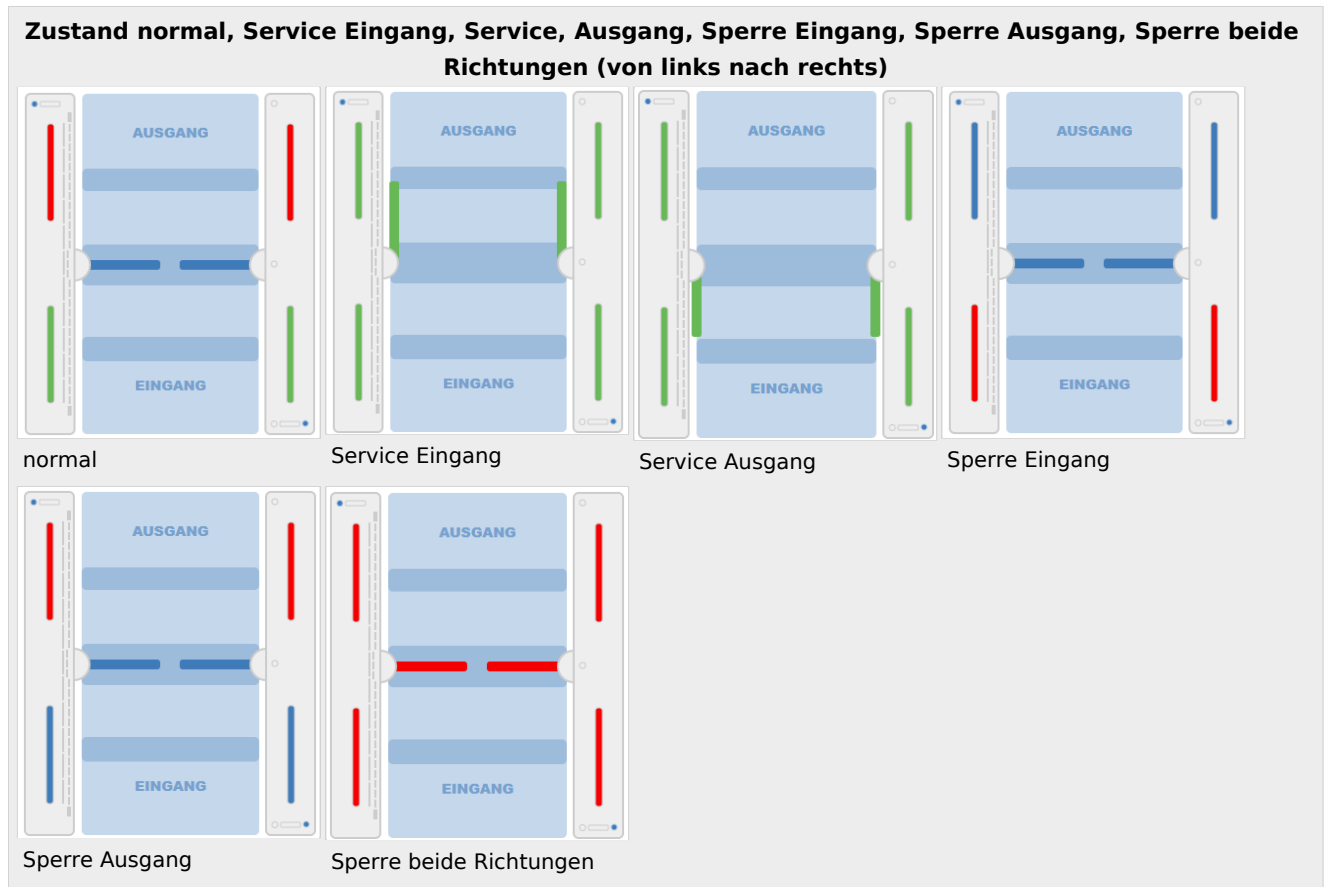 Zustand normal, Service Eingang, Service, Ausgang, Sperre Eingang, Sperre Ausgang, Sperre beide
Richtungen (von links nach rechts)
AUSGANG
EINGANG
normal
AUSGANG
EINGANG
Service Eingang
AUSGANG
EINGANG
Service Ausgang
AUSGANG
EINGANG
Sperre Eingang
AUSGANG
EINGANG
Sperre Ausgang
AUSGANG
EINGANG
Sperre beide Richtungen